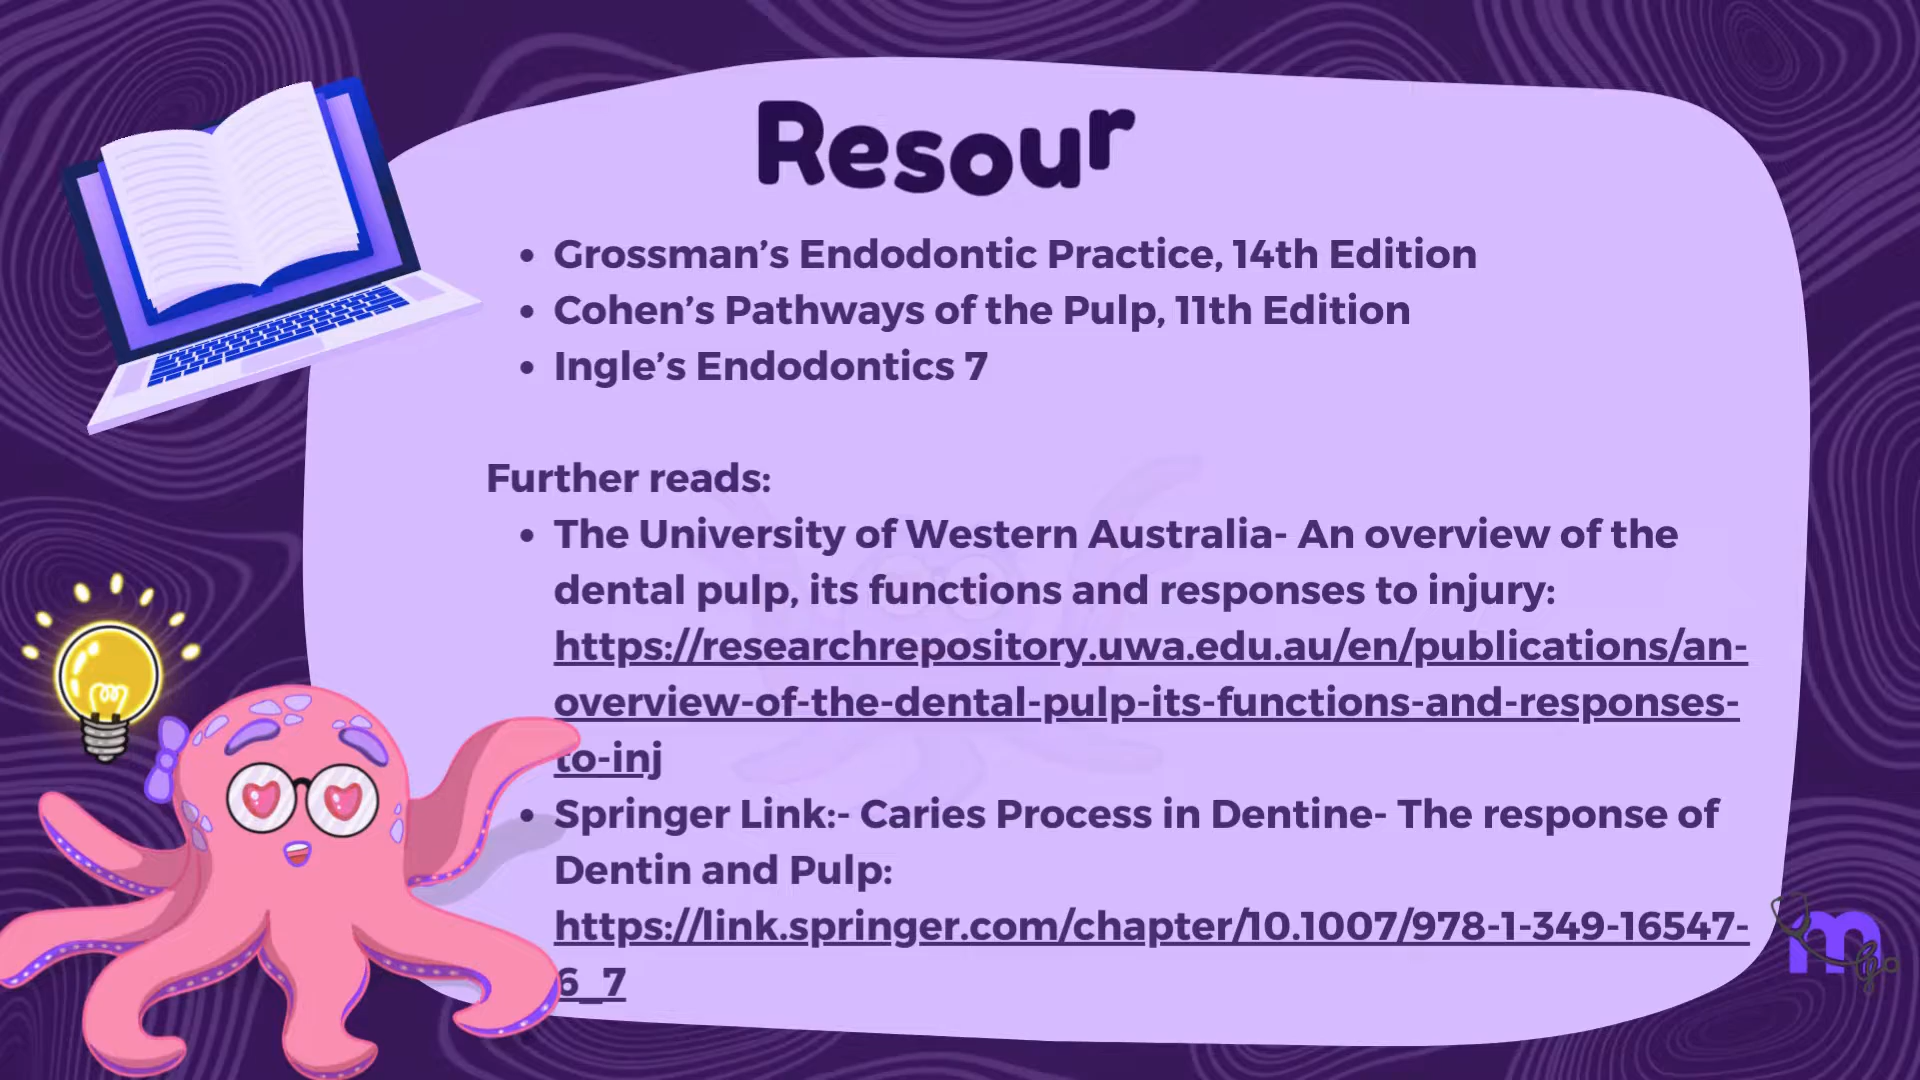 Resour
• Grossman’s Endodontic Practice, 14th Edition
• Cohen’s Pathways of the Pulp, 11th Edition
• Ingle’s Endodontics 7
Further reads:
• The University of Western Australia- An overview of the
dental pulp, its functions and responses to injury:
https://researchrepository.uwa.edu.au/en/publications/an-
overview-of-the-dental-pulp-its-functions-and-responses-
to-inj
• Springer Link:- Caries Process in Dentine- The response of
Dentin and Pulp:
https://link.springer.com/chapter/10.1007/978-1-349-16547-
6_7
m